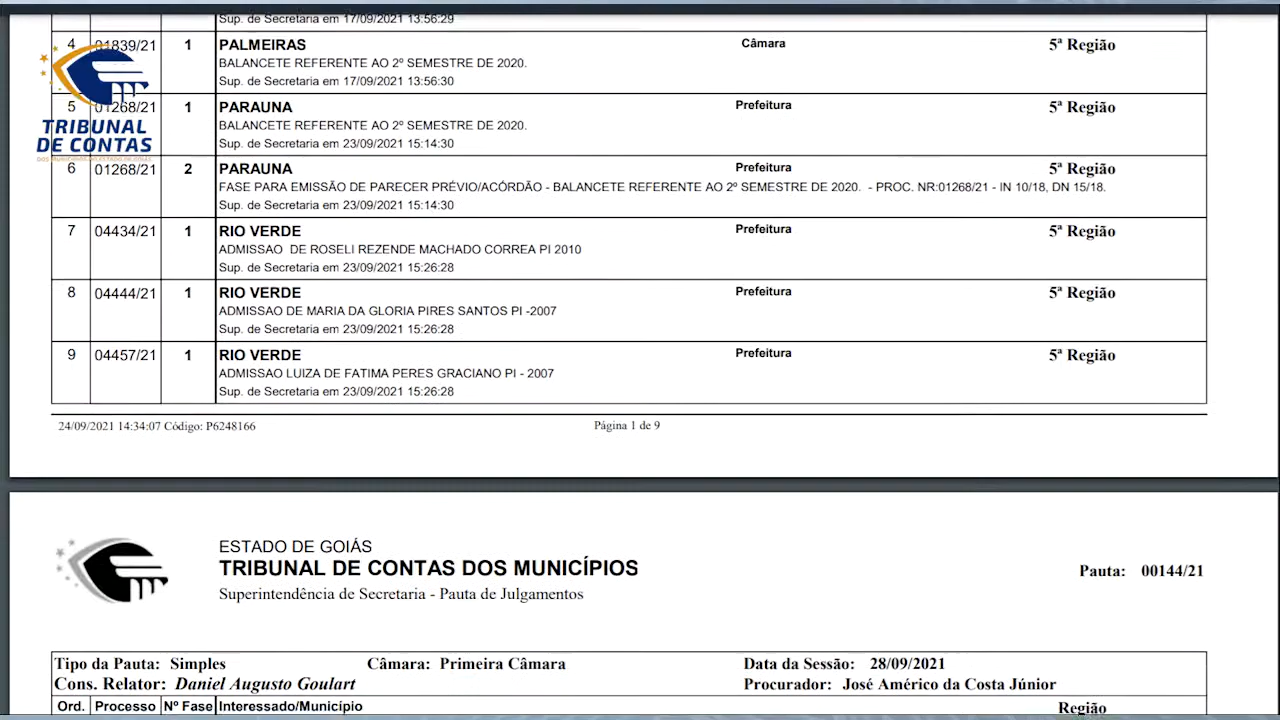 Sup. de Secretaria em 17/09/2021 13:56:29
4 01839/21 1 PALMEIRAS Câmara 5ª Região
BALANCETE REFERENTE AO 2º SEMESTRE DE 2020.
Sup. de Secretaria em 17/09/2021 13:56:30
5 01268/21 1 PARAUNA Prefeitura 5ª Região
BALANCETE REFERENTE AO 2º SEMESTRE DE 2020.
Sup. de Secretaria em 23/09/2021 15:14:30
TRIBUNAL
DE CONTAS
DOS MUNICÍPIOS DO ESTADO DE GOIÁS
6 01268/21 2 PARAUNA Prefeitura 5ª Região
FASE PARA EMISSÃO DE PARECER PRÉVIO/ACÓRDÃO - BALANCETE REFERENTE AO 2º SEMESTRE DE 2020. - PROC. NR:01268/21 - IN 10/18, DN 15/18.
Sup. de Secretaria em 23/09/2021 15:14:30
7 04434/21 1 RIO VERDE Prefeitura 5ª Região
ADMISSAO DE ROSELI REZENDE MACHADO CORREA PI 2010
Sup. de Secretaria em 23/09/2021 15:26:28
8 04444/21 1 RIO VERDE Prefeitura 5ª Região
ADMISSAO DE MARIA DA GLORIA PIRES SANTOS PI -2007
Sup. de Secretaria em 23/09/2021 15:26:28
9 04457/21 1 RIO VERDE Prefeitura 5ª Região
ADMISSAO LUIZA DE FATIMA PERES GRACIANO PI - 2007
Sup. de Secretaria em 23/09/2021 15:26:28
24/09/2021 14:34:07 Código: P6248166 Página 1 de 9
ESTADO DE GOIÁS
TRIBUNAL DE CONTAS DOS MUNICÍPIOS
Pauta: 00144/21
Superintendência de Secretaria - Pauta de Julgamentos
Tipo da Pauta: Simples Câmara: Primeira Câmara Data da Sessão: 28/09/2021
Cons. Relator: Daniel Augusto Goulart Procurador: José Américo da Costa Júnior
Ord. Processo Nº Fase Interessado/Município Região